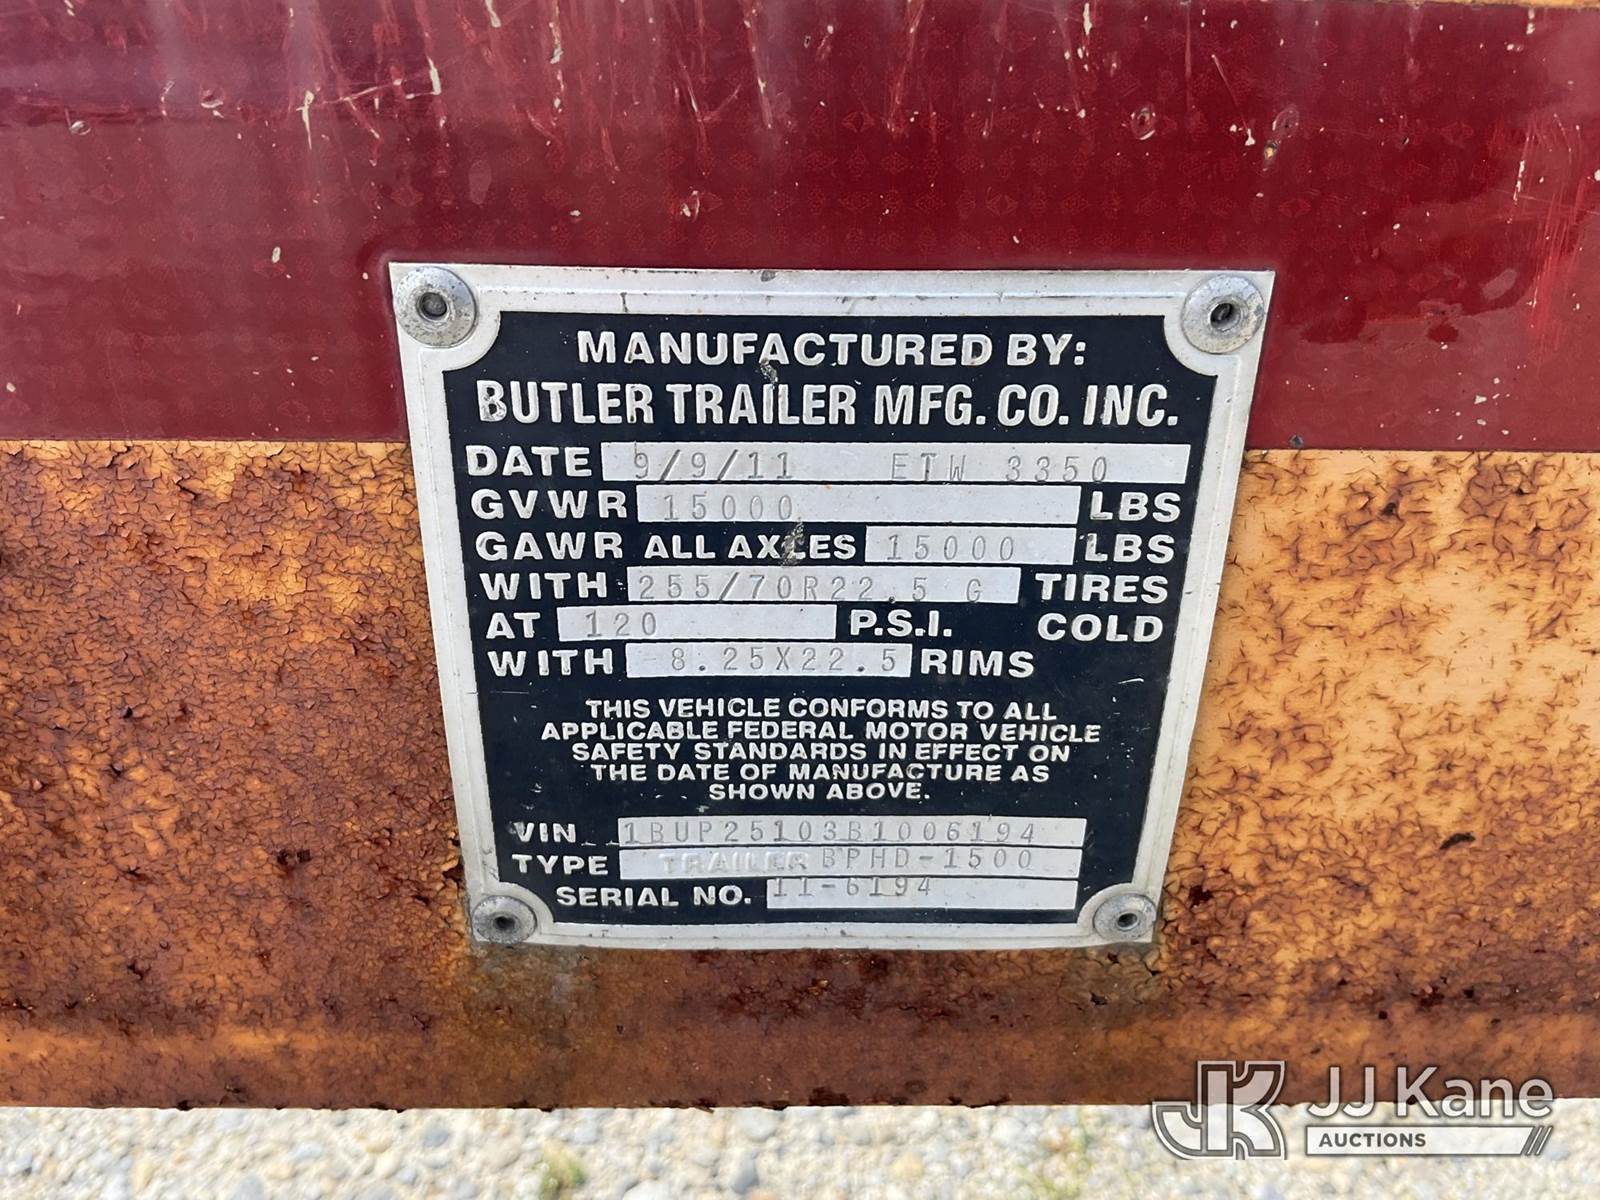 MANUFACTURED BY:
BUTLER TRAILER MFG. CO. INC.
DATE 9/9/11 ETW 3350
GVWR 15000 LBS
GAWR ALL AXLES 15000 LBS
WITH 255/70R22.5 G TIRES
AT 120 P.S.I. COLD
WITH 8.25X22.5 RIMS
THIS VEHICLE CONFORMS TO ALL
APPLICABLE FEDERAL MOTOR VEHICLE
SAFETY STANDARDS IN EFFECT ON
THE DATE OF MANUFACTURE AS
SHOWN ABOVE.
VIN 1BUP25103B1006194
TYPE TRAILER BPHD-1500
SERIAL NO. 11-6194
JK JJ Kane
AUCTIONS